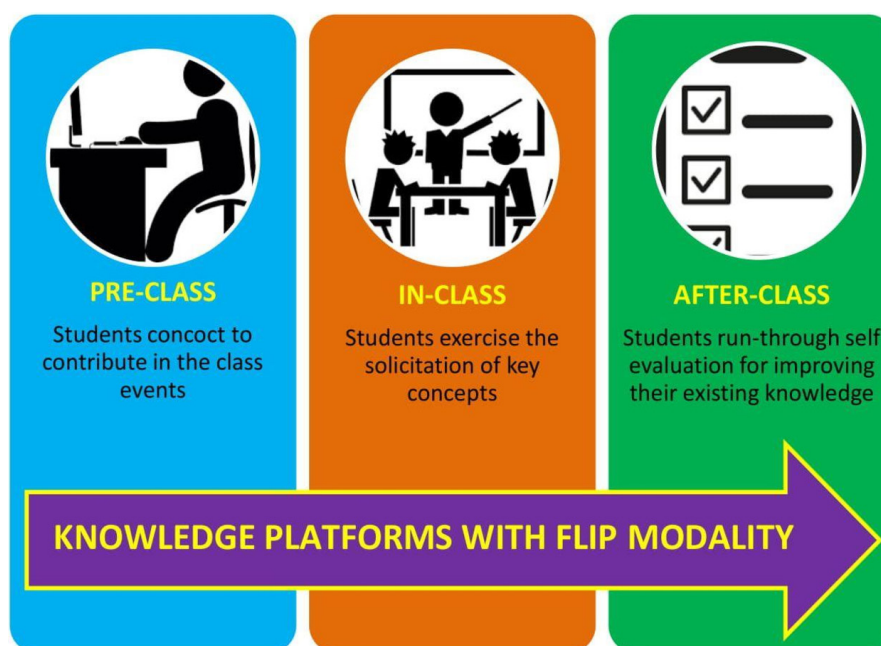 PRE-CLASS
Students concoct to
contribute in the class
events
IN-CLASS
Students exercise the
solicitation of key
concepts
AFTER-CLASS
Students run-through self
evaluation for improving
their existing knowledge
KNOWLEDGE PLATFORMS WITH FLIP MODALITY